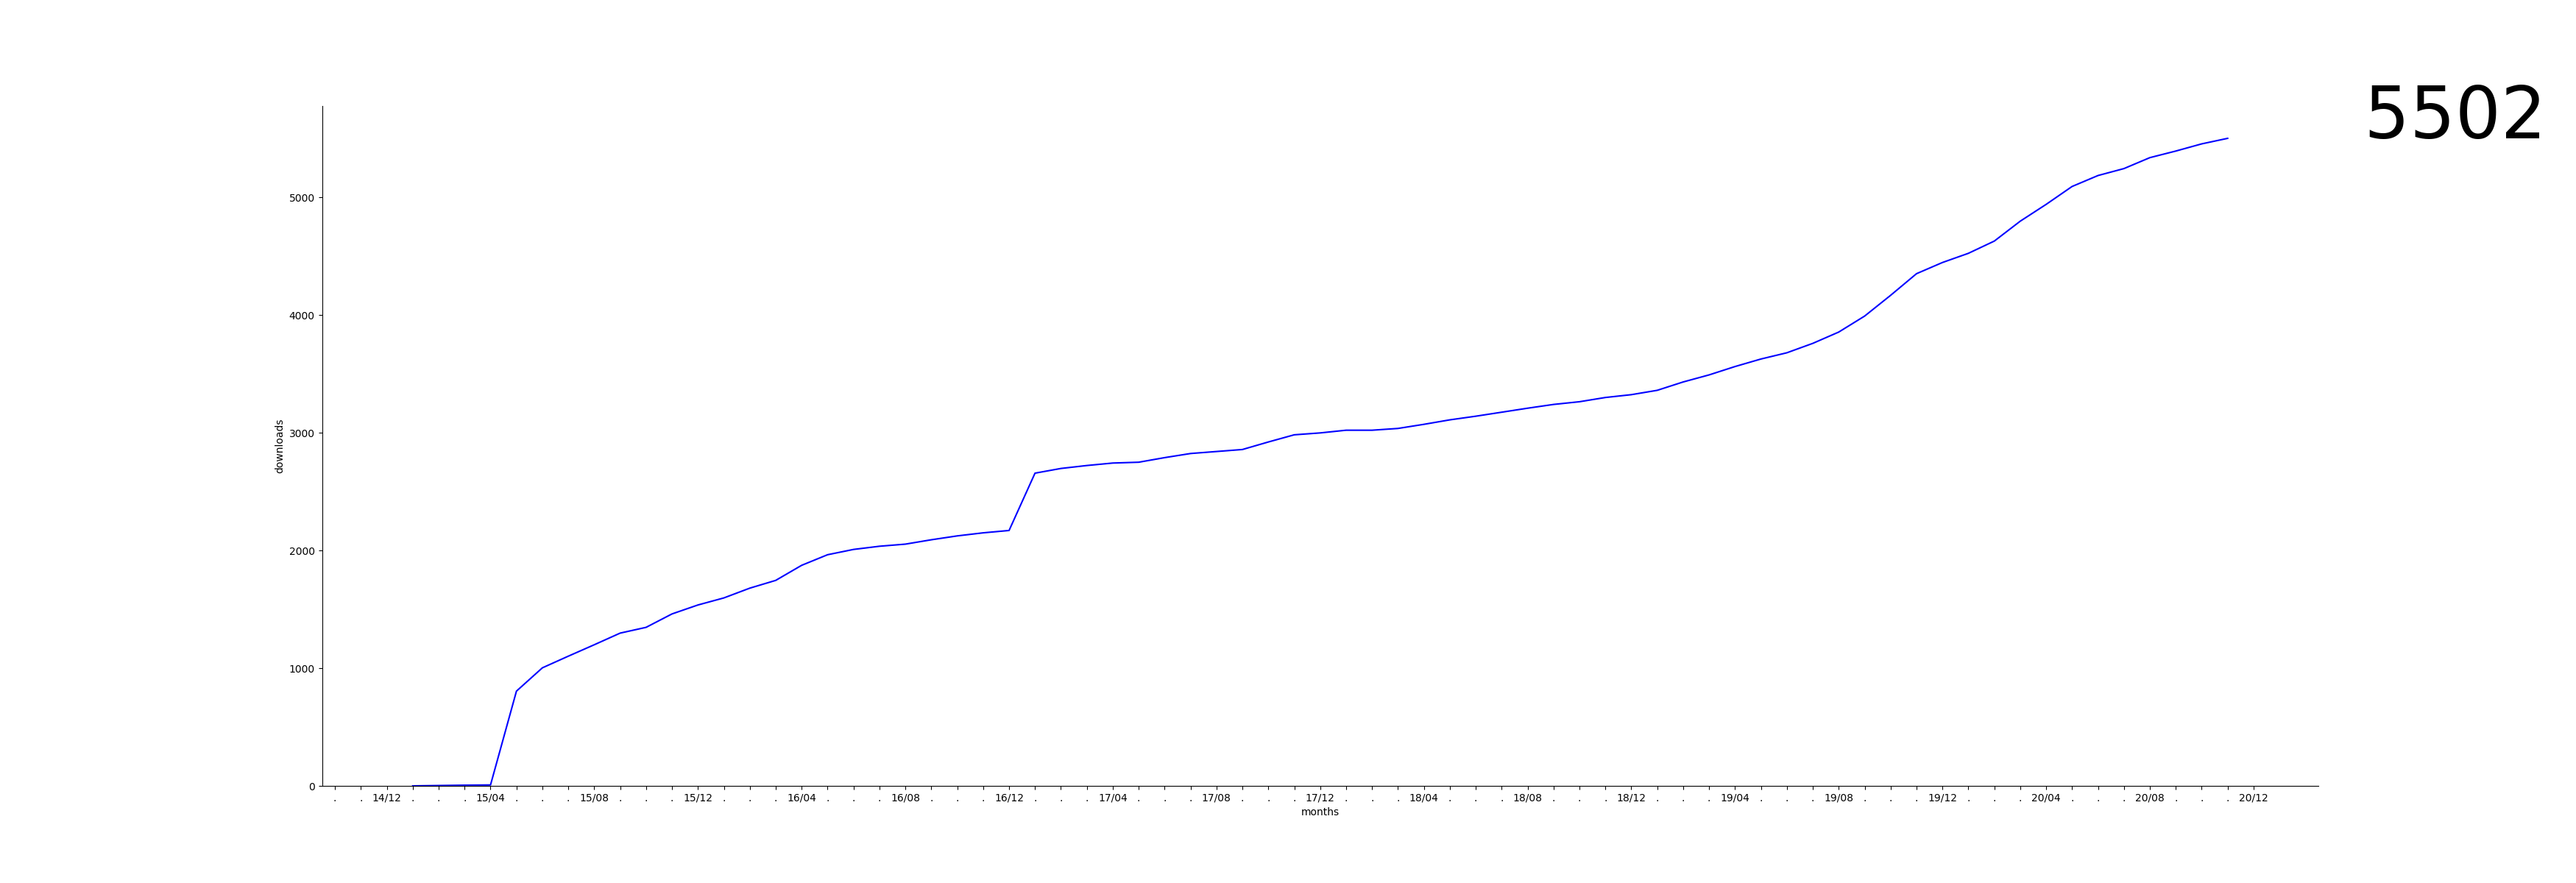 5502
5000
4000
3000
2000
1000
0
downloads
. . 14/12 . . . 15/04 . . . 15/08 . . . 15/12 . . . 16/04 . . . 16/08 . . . 16/12 . . . 17/04 . . . 17/08 . . . 17/12 . . . 18/04 . . . 18/08 . . . 18/12 . . . 19/04 . . . 19/08 . . . 19/12 . . . 20/04 . . . 20/08 . . . 20/12
months